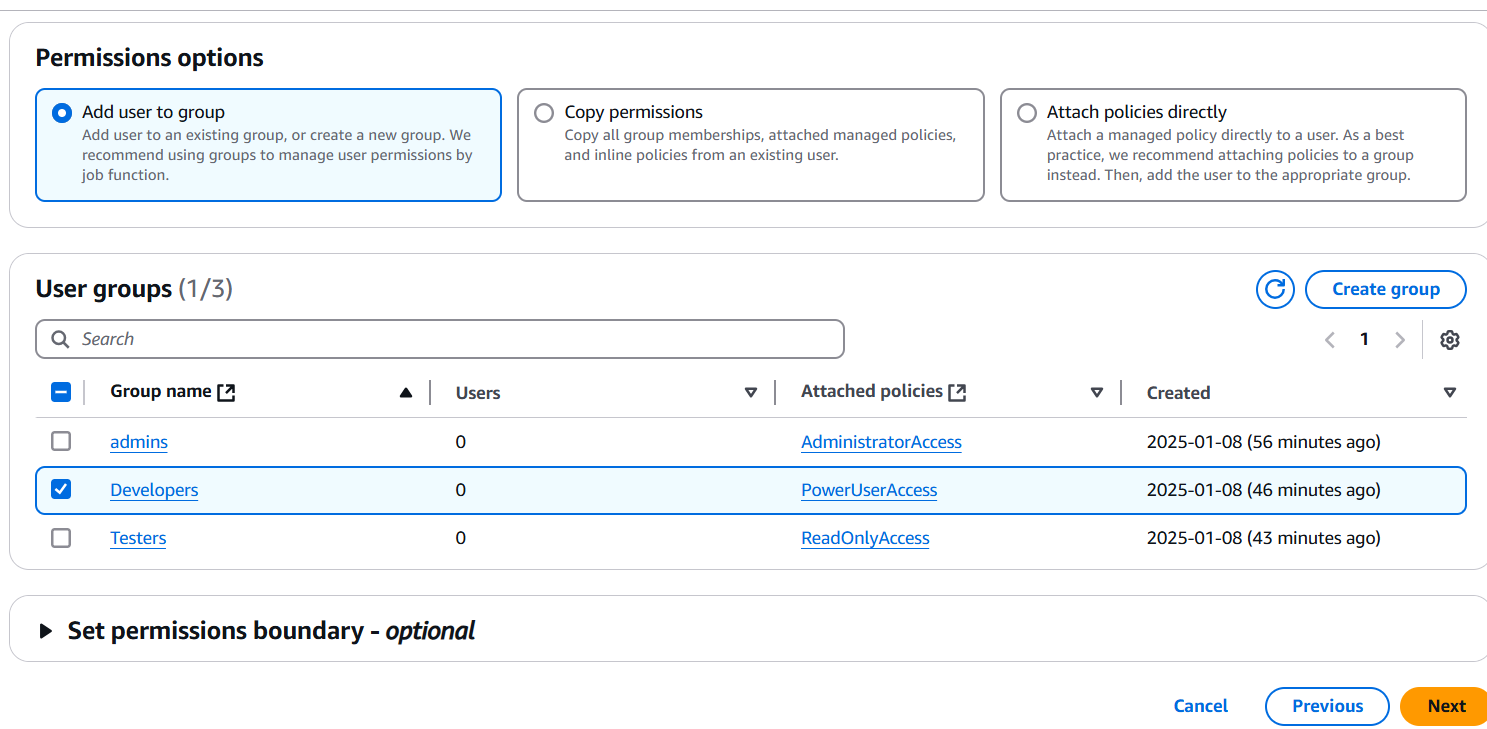 Permissions options
Add user to group
Add user to an existing group, or create a new group. We
recommend using groups to manage user permissions by
job function.
Copy permissions
Copy all group memberships, attached managed policies,
and inline policies from an existing user.
Attach policies directly
Attach a managed policy directly to a user. As a best
practice, we recommend attaching policies to a group
instead. Then, add the user to the appropriate group.
User groups (1/3)
Create group
Search
1
Group name Users Attached policies Created
admins 0 AdministratorAccess 2025-01-08 (56 minutes ago)
Developers 0 PowerUserAccess 2025-01-08 (46 minutes ago)
Testers 0 ReadOnlyAccess 2025-01-08 (43 minutes ago)
Set permissions boundary - optional
Cancel Previous Next